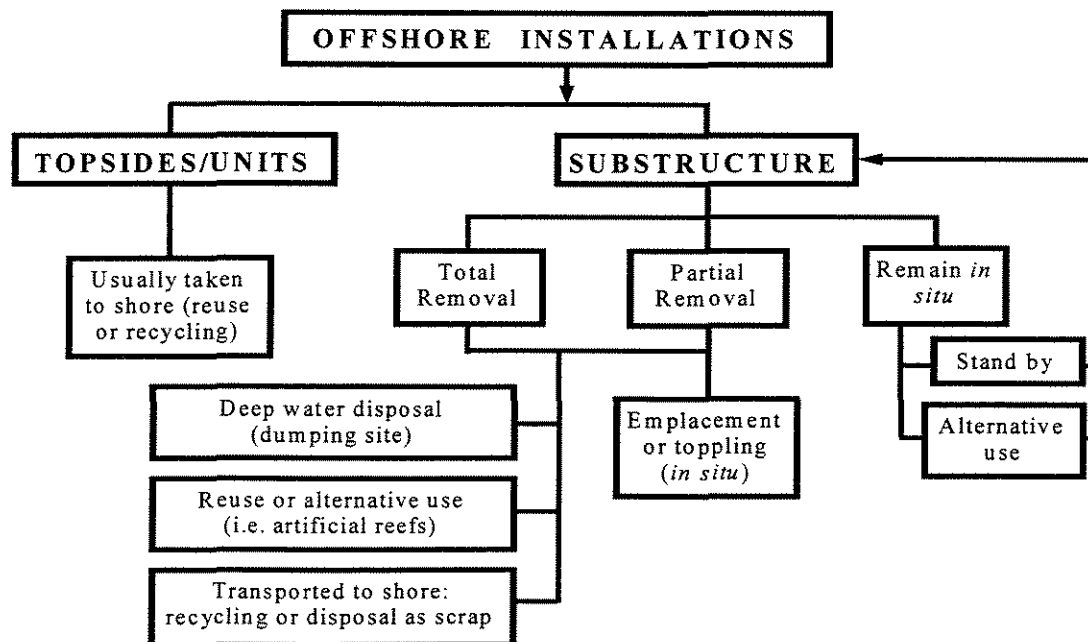 OFFSHORE INSTALLATIONS
TOPSIDES/UNITS
SUBSTRUCTURE
Usually taken
to shore (reuse
or recycling)
Total
Removal
Partial
Removal
Remain in
situ
Stand by
Alternative
use
Deep water disposal
(dumping site)
Emplacement
or toppling
(in situ)
Reuse or alternative use
(i.e. artificial reefs)
Transported to shore:
recycling or disposal as scrap